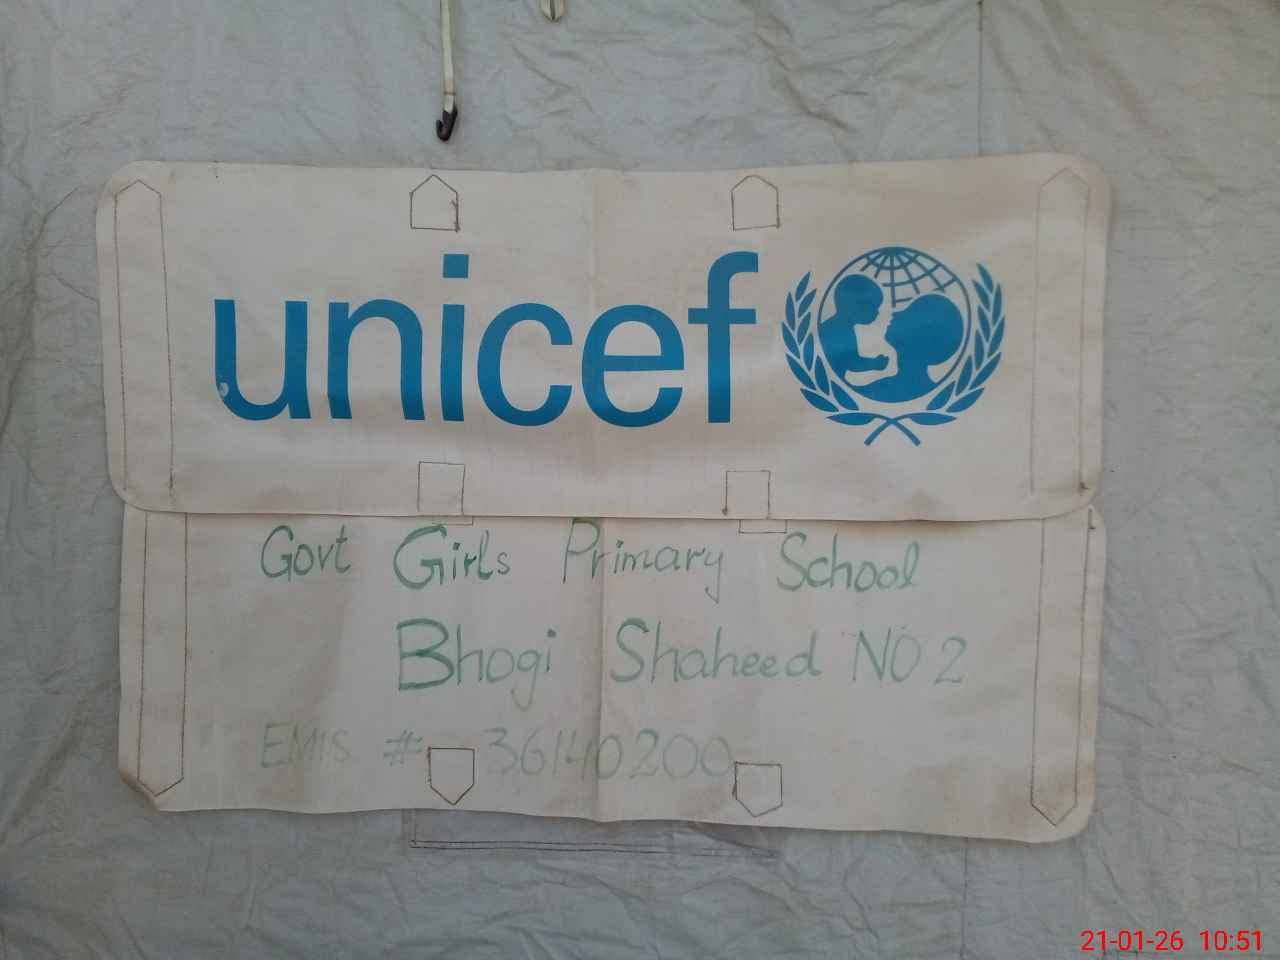 unicef
Govt Girls Primary School
Bhogi Shaheed NO 2
EMIS # 36140200
21-01-26 10:51